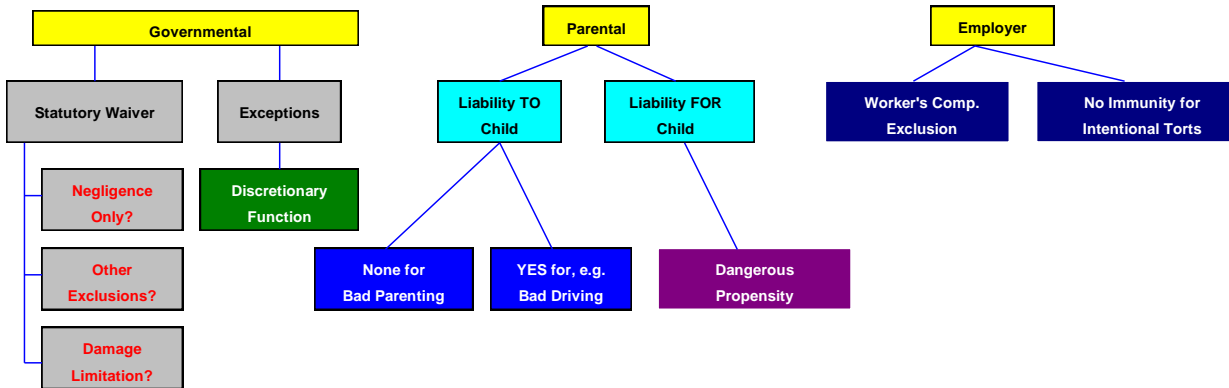 Governmental
Parental
Employer
Statutory Waiver
Exceptions
Liability TO
Child
Liability FOR
Child
Worker's Comp.
Exclusion
No Immunity for
Intentional Torts
Negligence
Only?
Discretionary
Function
Other
Exclusions?
None for
Bad Parenting
YES for, e.g.
Bad Driving
Dangerous
Propensity
Damage
Limitation?